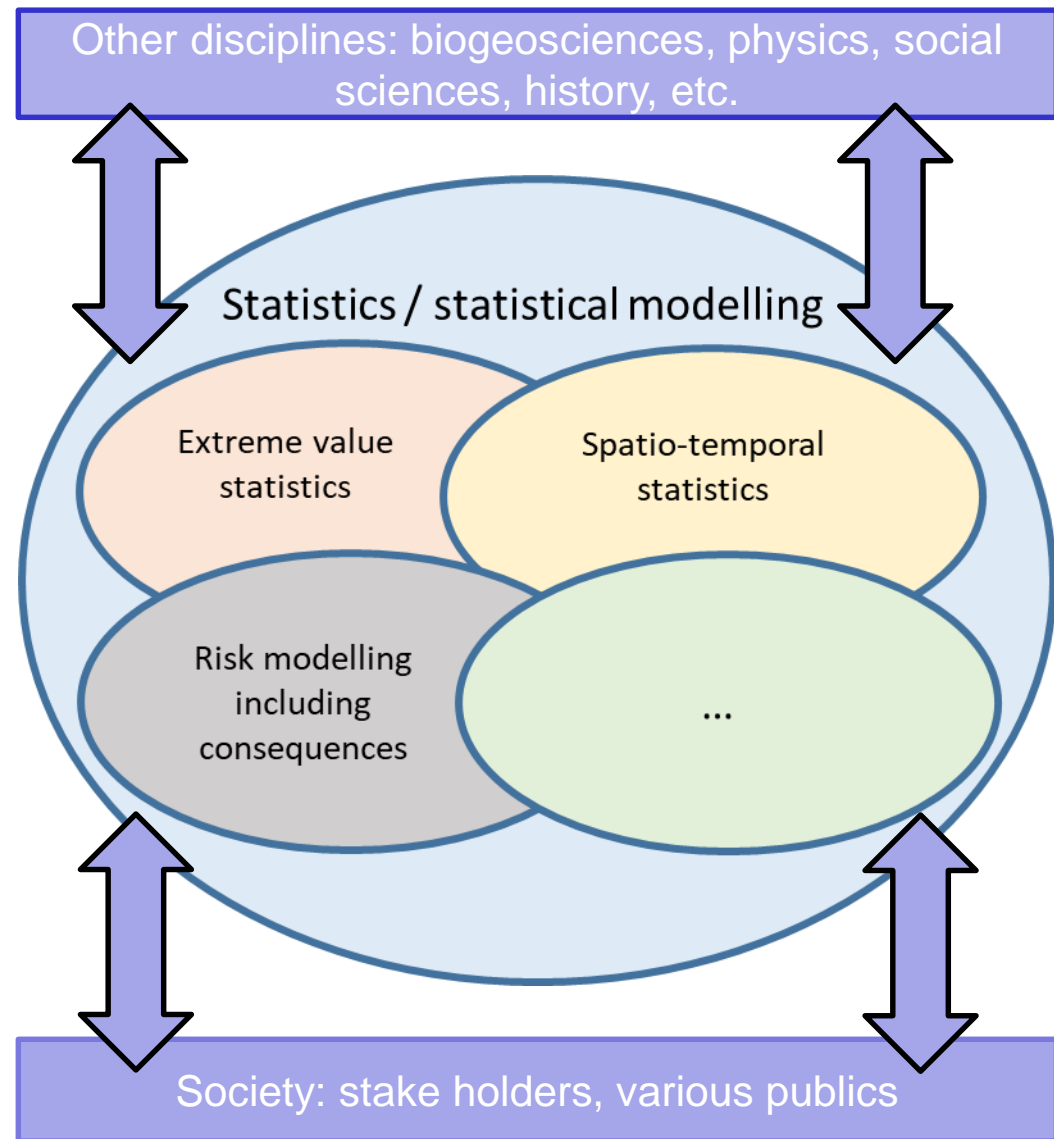 Other disciplines: biogeosciences, physics, social
sciences, history, etc.
Statistics / statistical modelling
Extreme value
statistics
Spatio-temporal
statistics
Risk modelling
including
consequences
...
Society: stake holders, various publics